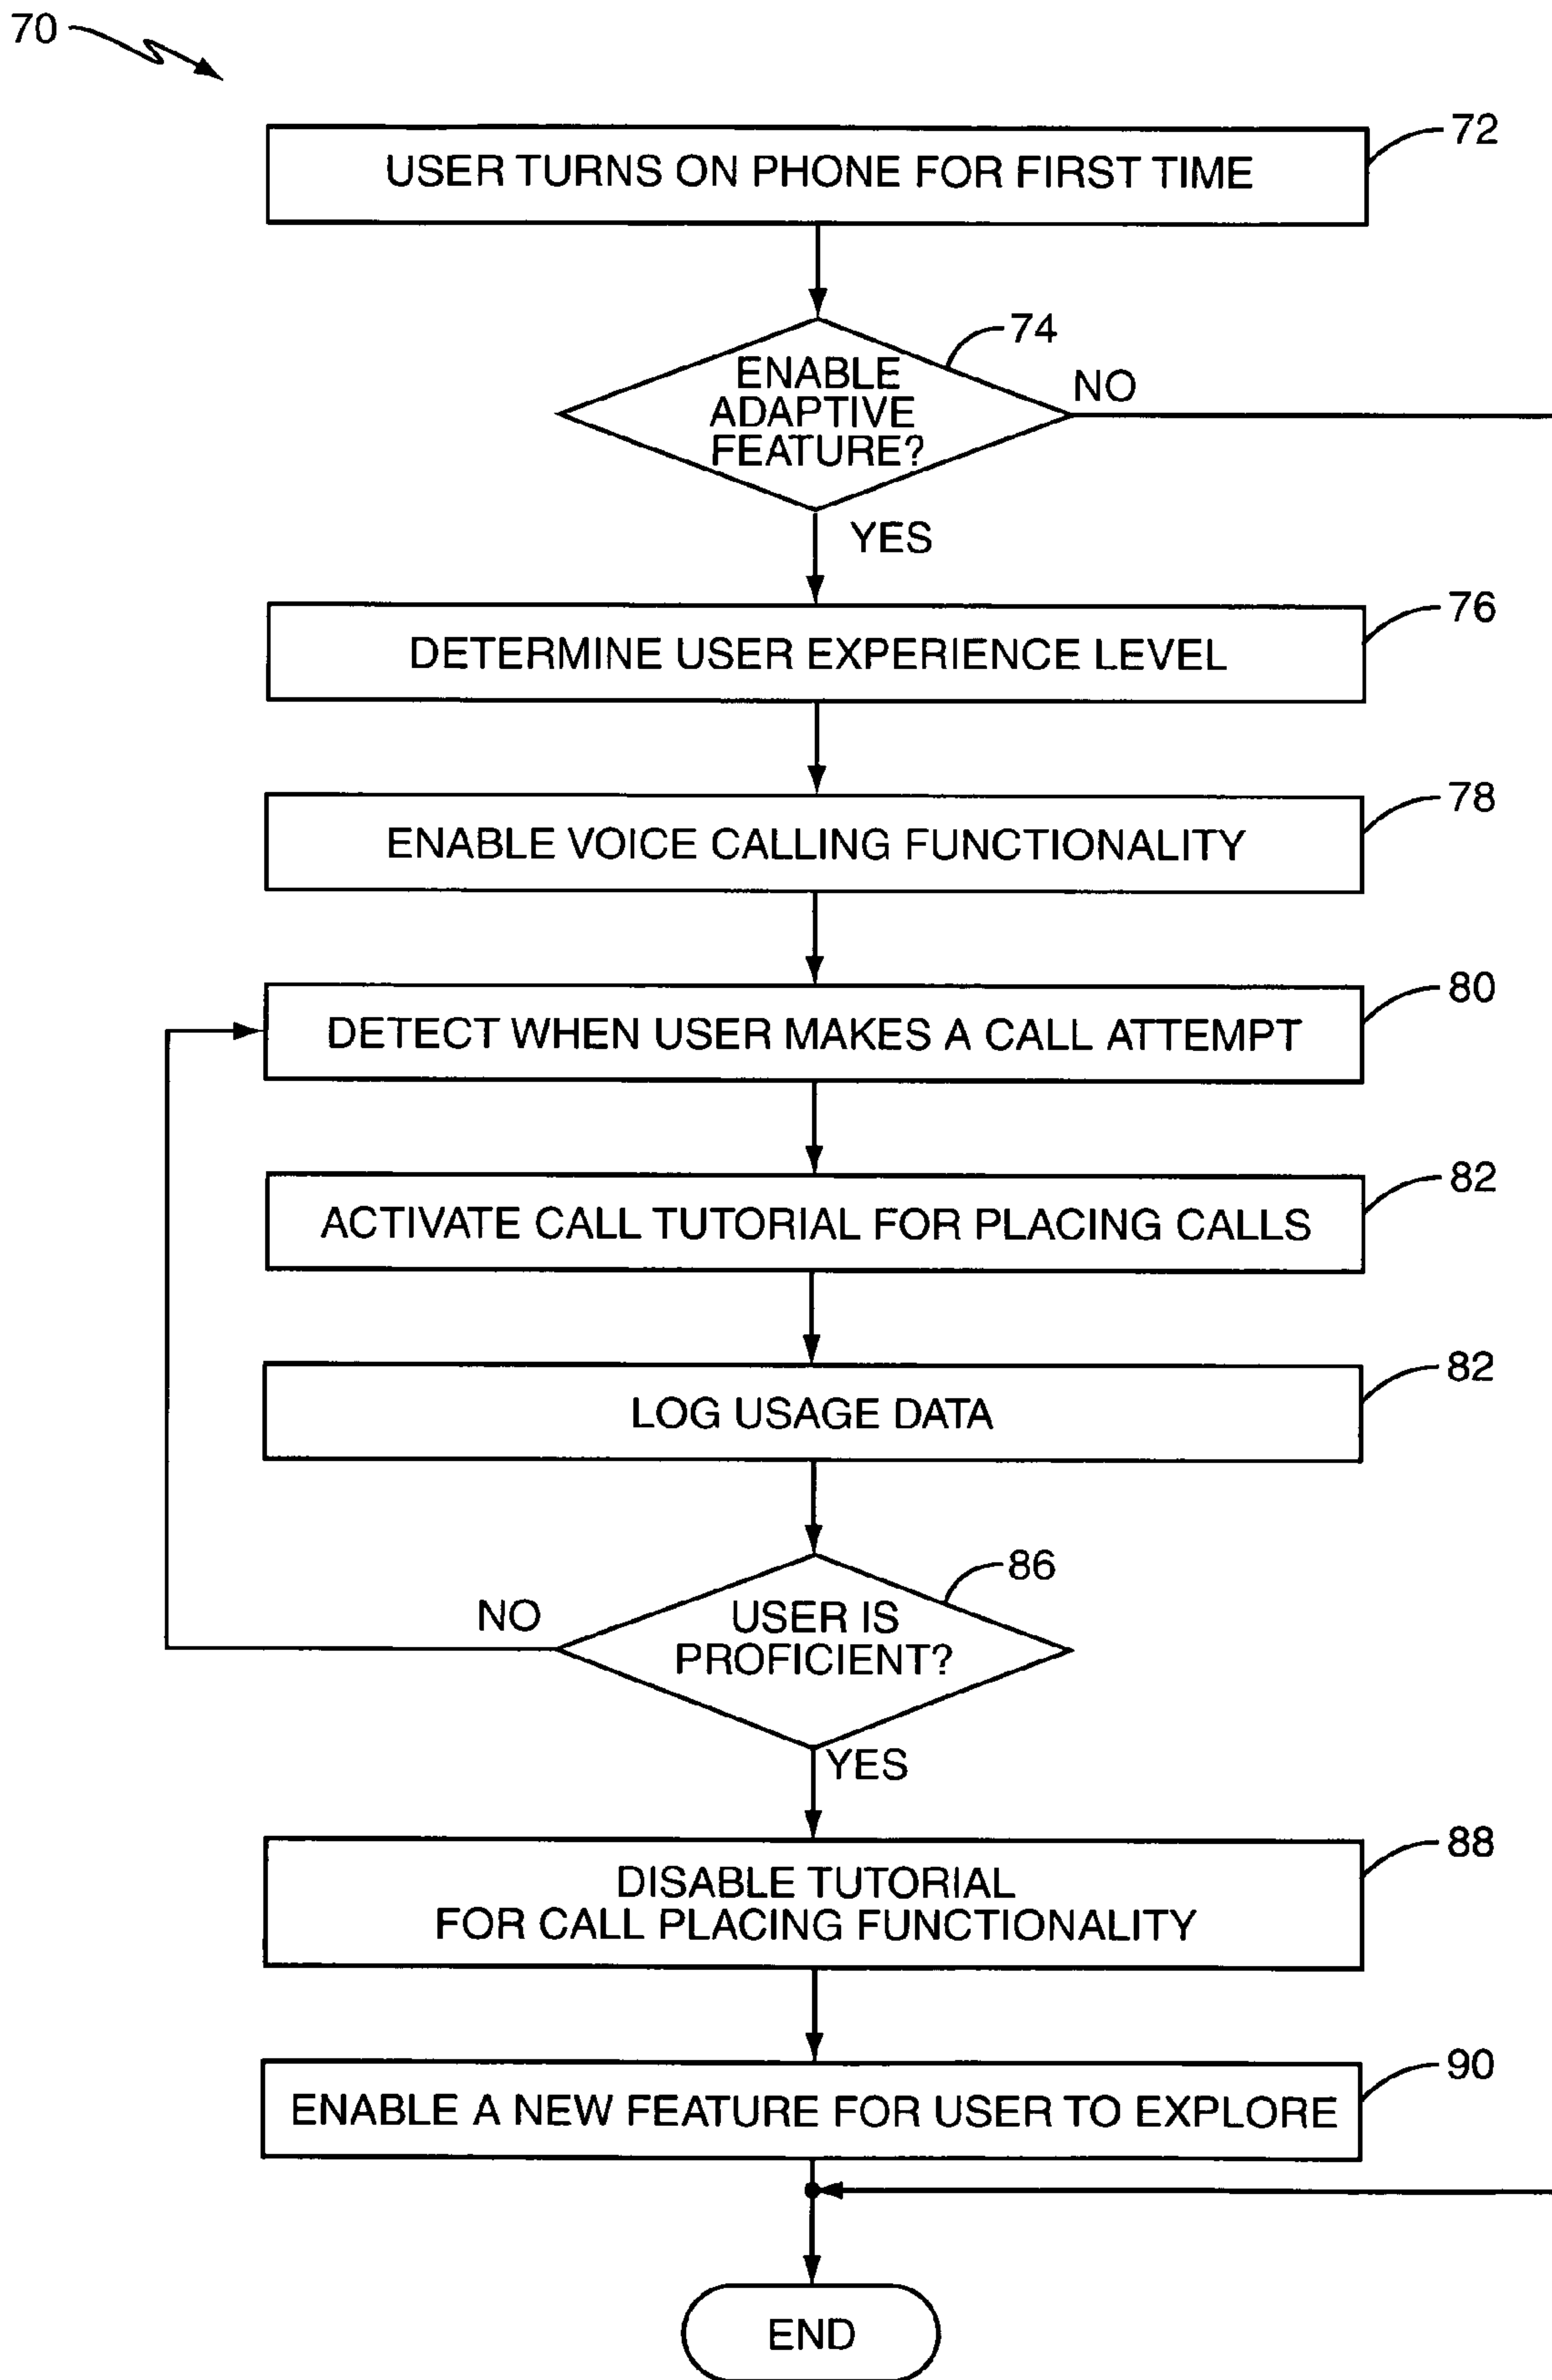 70
72
USER TURNS ON PHONE FOR FIRST TIME
74
ENABLE
ADAPTIVE
FEATURE?
NO
YES
76
DETERMINE USER EXPERIENCE LEVEL
78
ENABLE VOICE CALLING FUNCTIONALITY
80
DETECT WHEN USER MAKES A CALL ATTEMPT
82
ACTIVATE CALL TUTORIAL FOR PLACING CALLS
82
LOG USAGE DATA
86
NO
USER IS
PROFICIENT?
YES
88
DISABLE TUTORIAL
FOR CALL PLACING FUNCTIONALITY
90
ENABLE A NEW FEATURE FOR USER TO EXPLORE
END